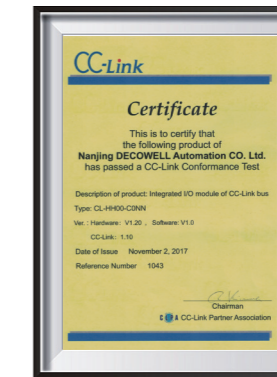 CC-Link
Certificate
This is to certify that
the following product of
Nanjing DECOWELL Automation CO. Ltd.
has passed a CC-Link Conformance Test
Description of product: Integrated I/O module of CC-Link bus
Type: CL-HH00-C0NN
Ver. : Hardware: V1.20 , Software: V1.0
CC-Link: 1.10
Date of Issue November 2, 2017
Reference Number 1043
Chairman
CC-Link Partner Association